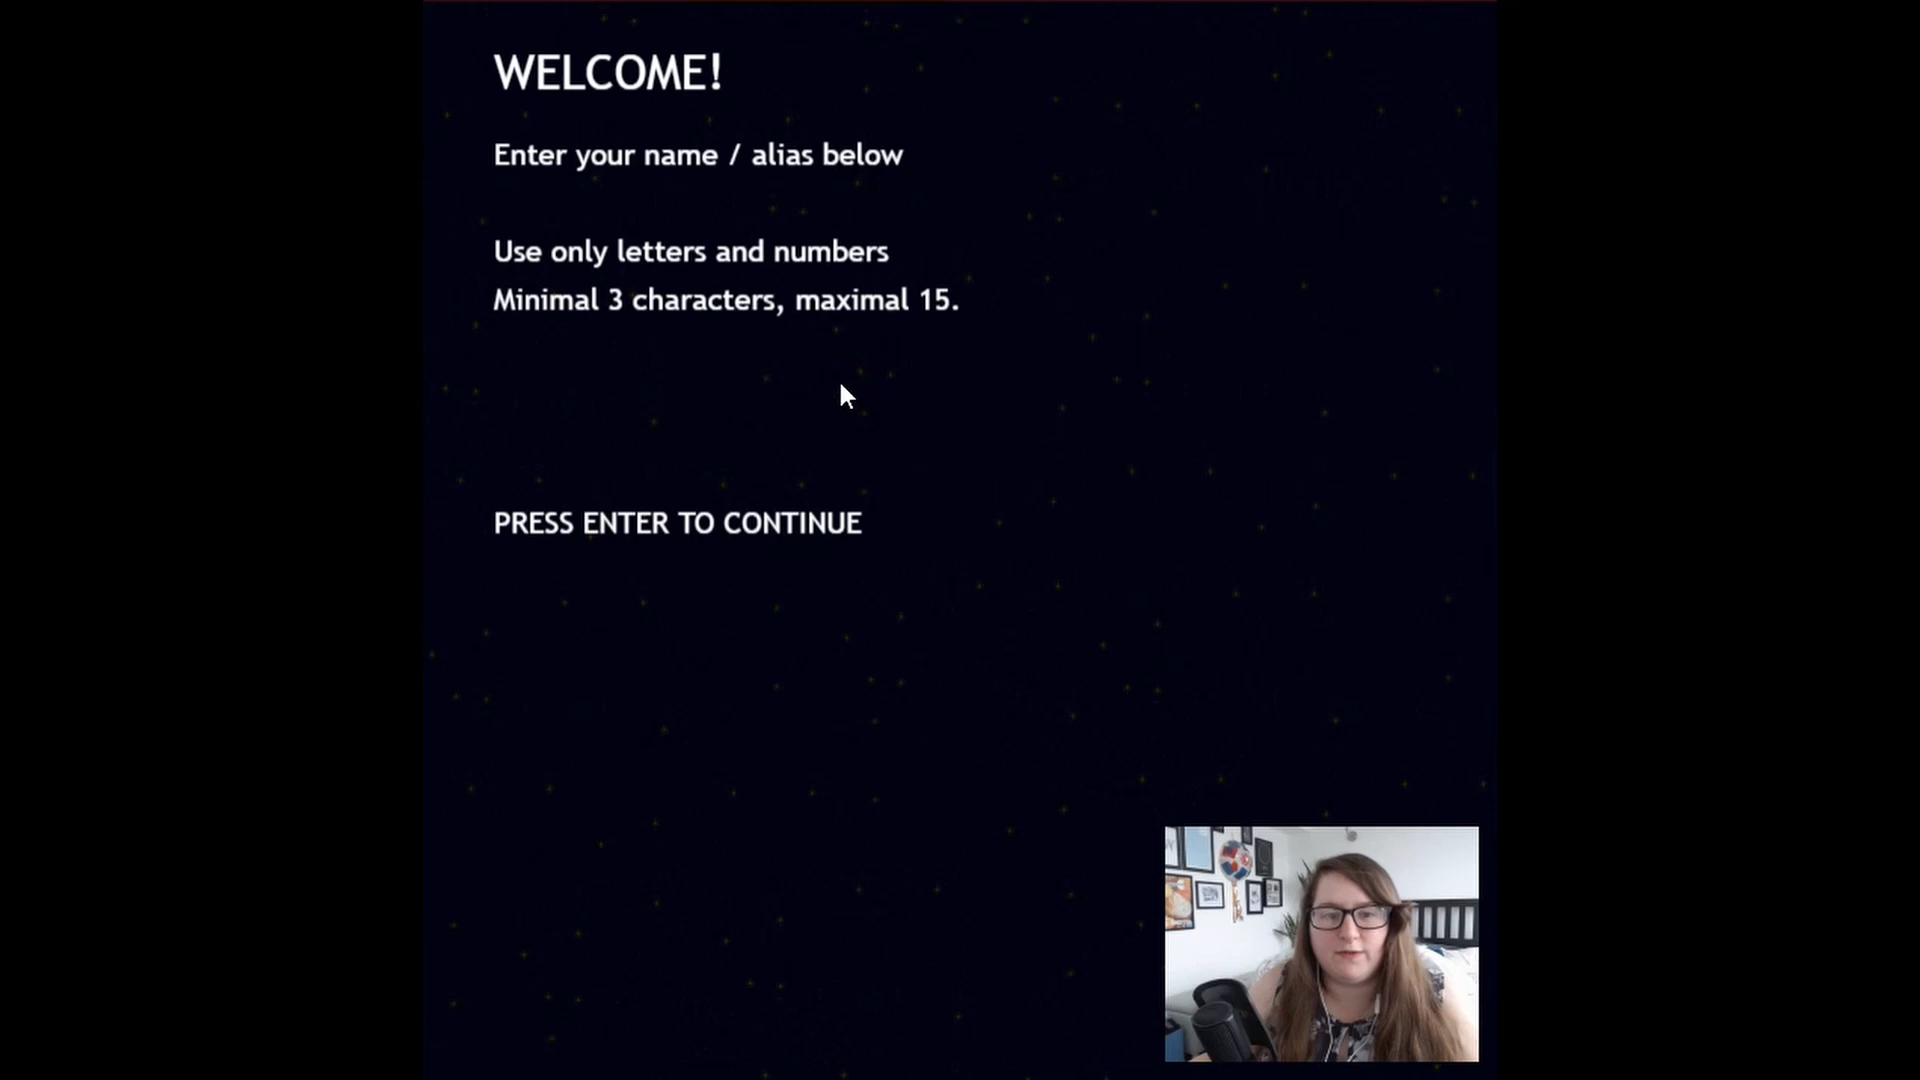 WELCOME!
Enter your name / alias below
Use only letters and numbers
Minimal 3 characters, maximal 15.
PRESS ENTER TO CONTINUE